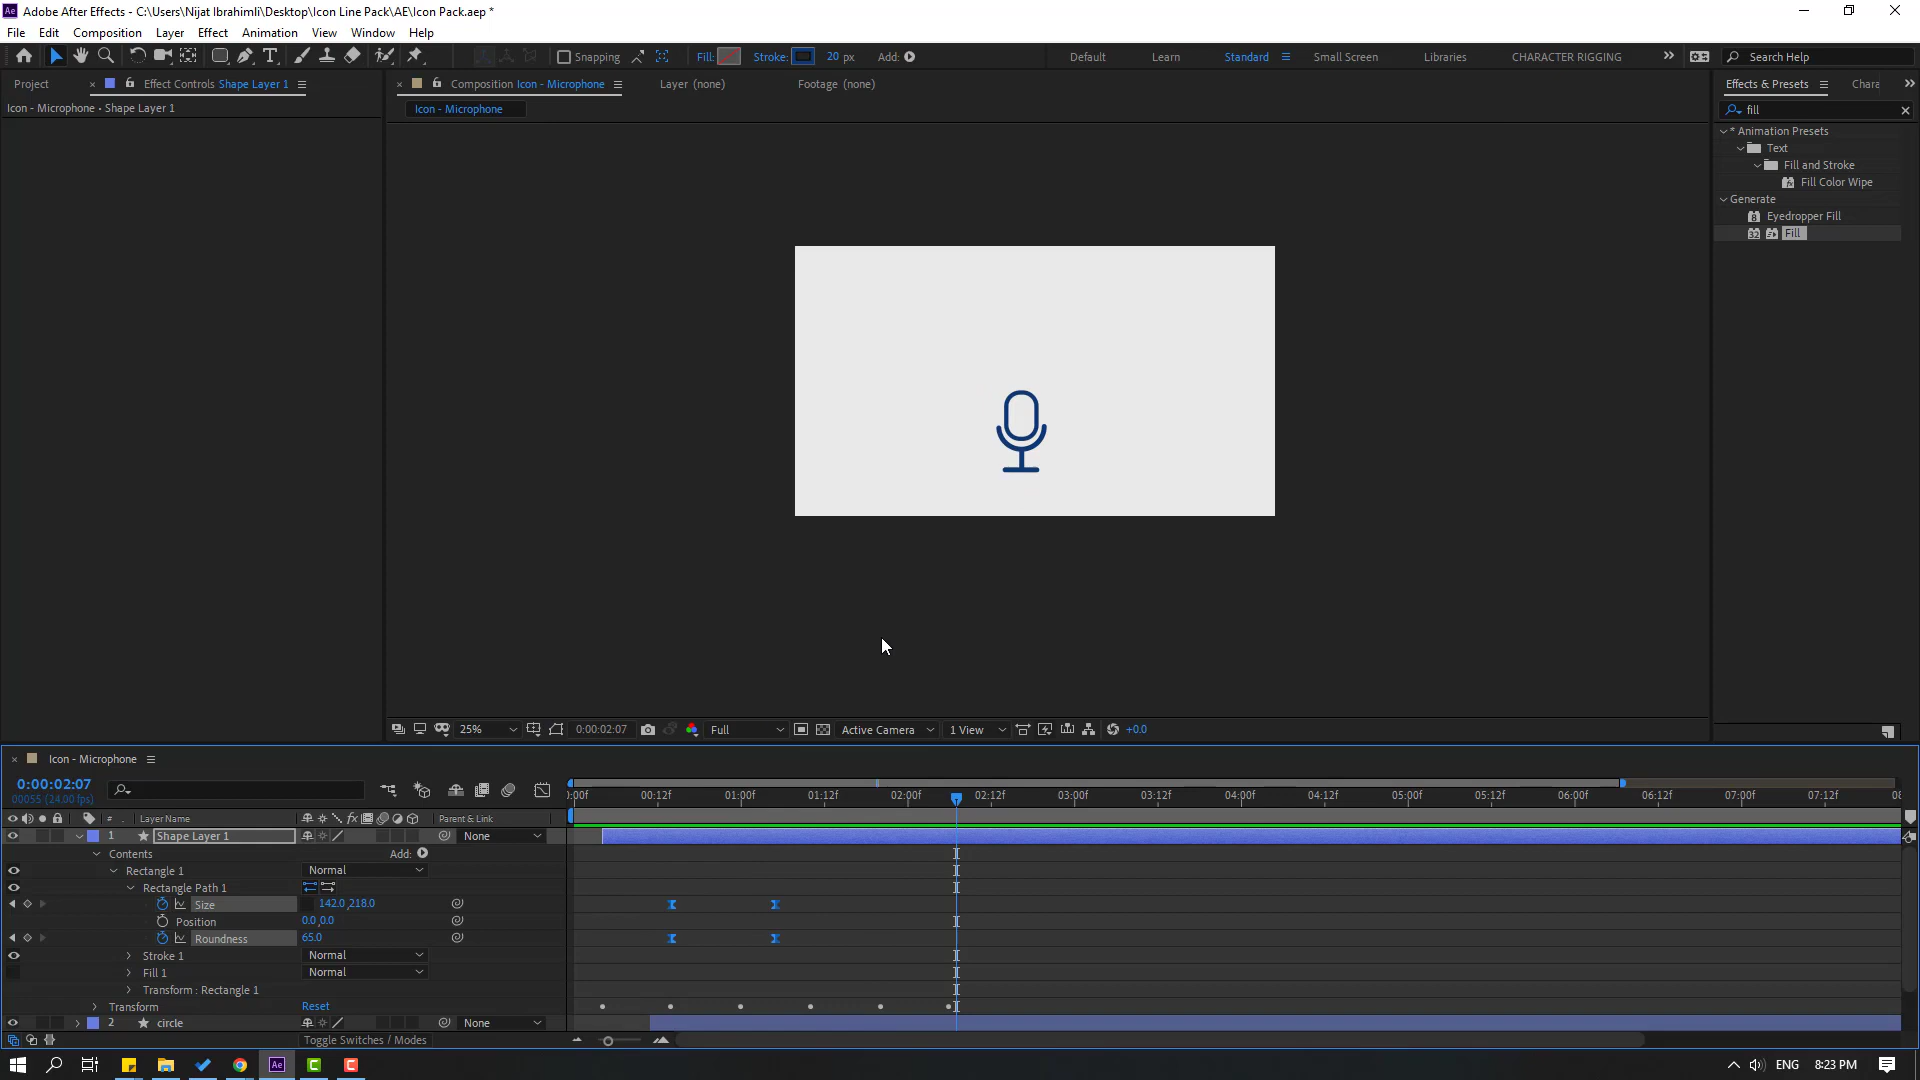 Adobe After Effects - C:\Users\Nijat Ibrahimli\Desktop\Icon Line Pack\AE\Icon Pack.aep *
File Edit Composition Layer Effect Animation View Window Help
Snapping Fill: Stroke: 20 px Add: Default Learn Standard Small Screen Libraries CHARACTER RIGGING Search Help
Project Effect Controls Shape Layer 1 Composition Icon - Microphone Layer (none) Footage (none) Effects & Presets Chara
Icon - Microphone • Shape Layer 1
Icon - Microphone
fill
* Animation Presets
Text
Fill and Stroke
Fill Color Wipe
Generate
Eyedropper Fill
Fill
25% 0:00:02:07 Full Active Camera 1 View +0.0
Icon - Microphone
0:00:02:07
00055 (24.00 fps)
0:00f 00:12f 01:00f 01:12f 02:00f 02:12f 03:00f 03:12f 04:00f 04:12f 05:00f 05:12f 06:00f 06:12f 07:00f 07:12f 08
# Layer Name Parent & Link
1 Shape Layer 1 None
Contents Add:
Rectangle 1 Normal
Rectangle Path 1
Size 142.0,218.0
Position 0.0,0.0
Roundness 65.0
Stroke 1 Normal
Fill 1 Normal
Transform : Rectangle 1
Transform Reset
2 circle None
Toggle Switches / Modes
ENG 8:23 PM